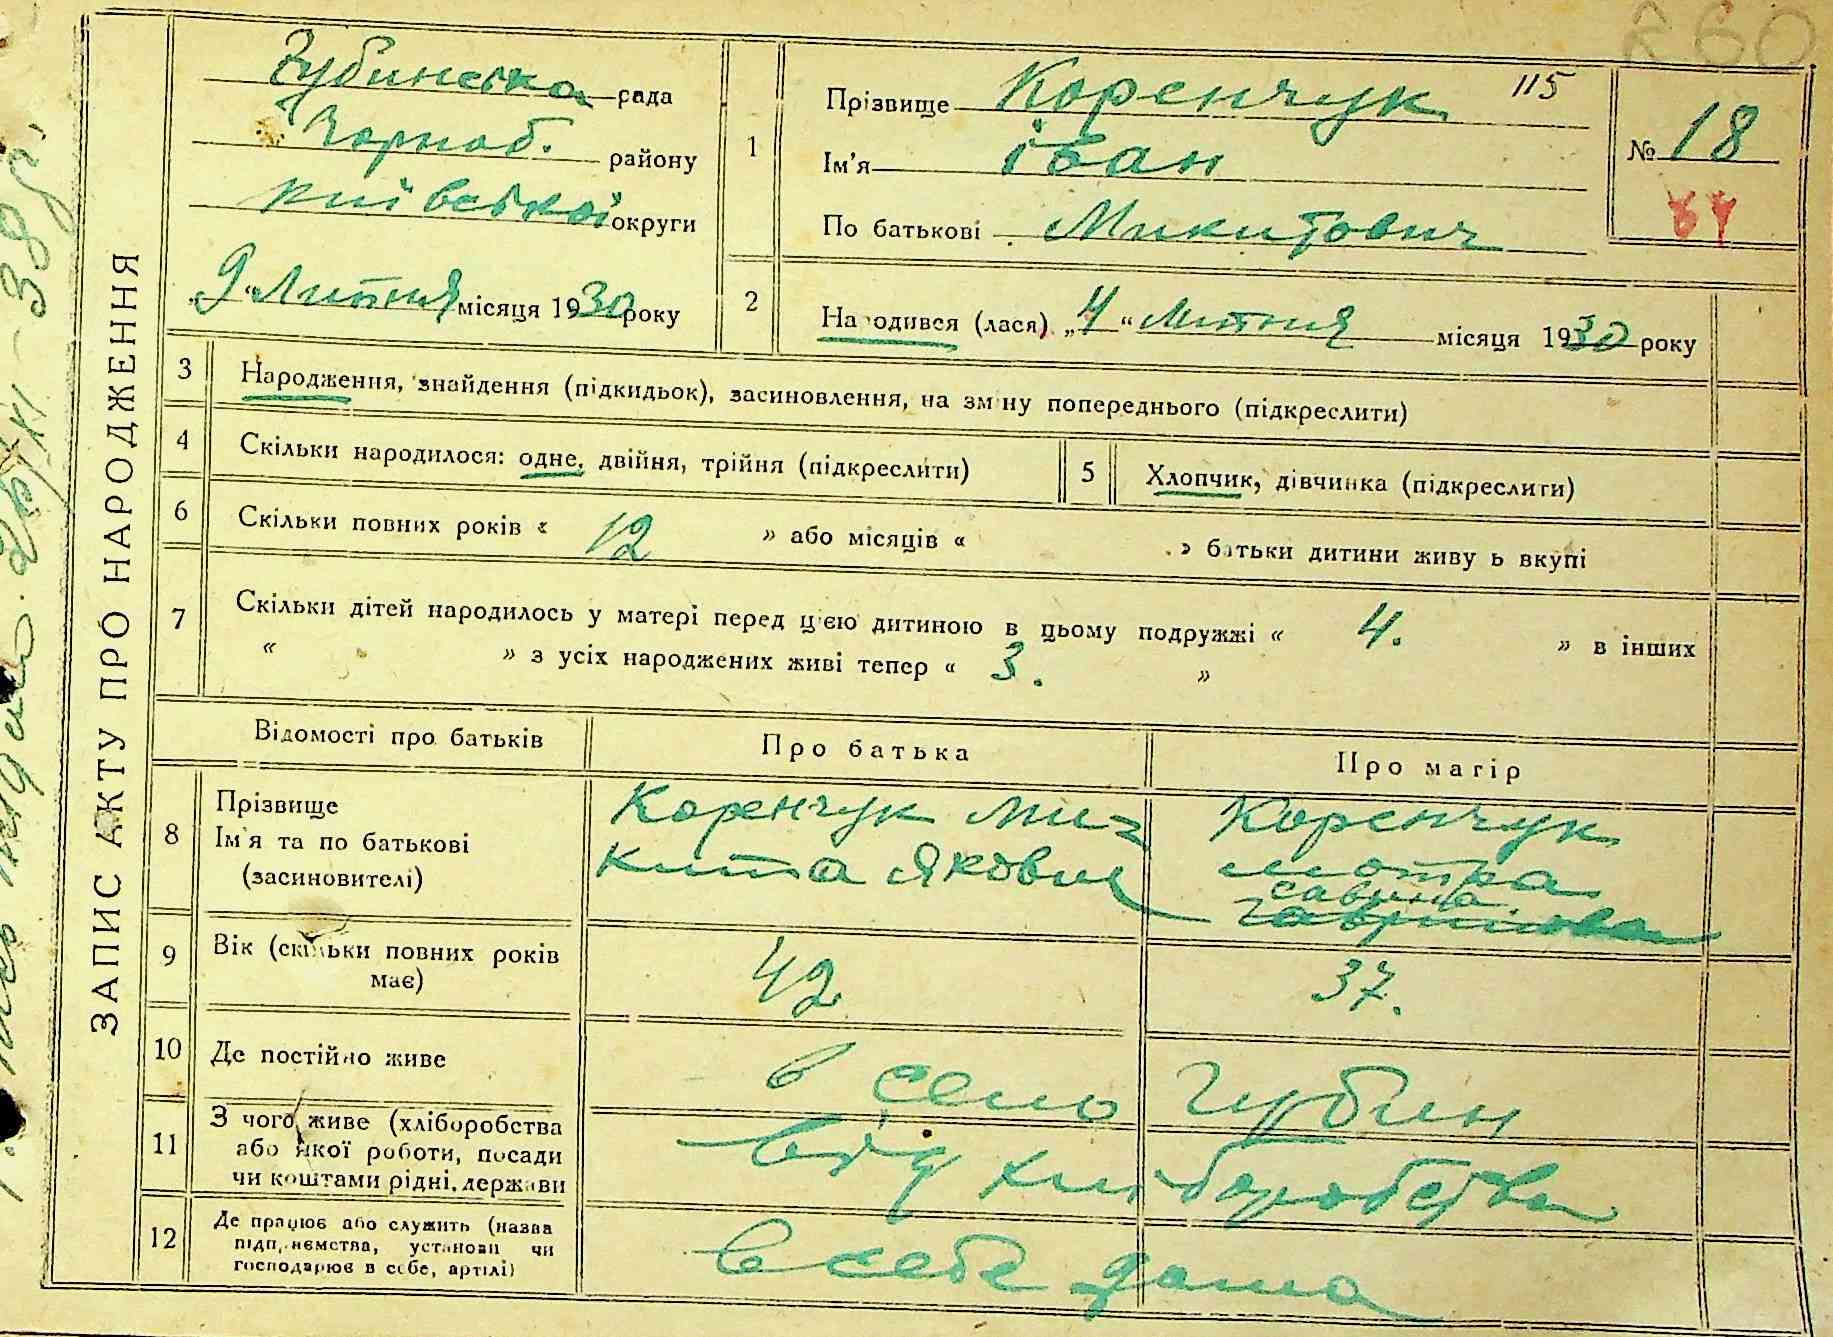 ЗАПИС АКТУ ПРО НАРОДЖЕННЯ
Губинська рада
Чорноб. району
Київської округи
„9“ Липня місяця 1930 року
1
Прізвище Коренчук
115
Ім'я Іван
По батькові Микитович
№ 18
2
Народився (лася) „4“ Липня місяця 1930 року
3 Народження, знайдення (підкидьок), засиновлення, на зміну попереднього (підкреслити)
4 Скільки народилося: одне, двійня, трійня (підкреслити)
5 Хлопчик, дівчинка (підкреслити)
6 Скільки повних років « 12 » або місяців « » батьки дитини живуть вкупі
7 Скільки дітей народилось у матері перед цією дитиною в цьому подружжі « 4. » в інших
« » з усіх народжених живі тепер « 3. »
Відомості про батьків Про батька Про матір
8 Прізвище
Ім'я та по батькові
(засиновителі)
Коренчук Ми-
кита Якович
Коренчук
Мотра
Савина
9 Вік (скільки повних років
має)
42 37.
10 Де постійно живе в село Губин
11 З чого живе (хліборобства
або якої роботи, посади
чи коштами рідні, держави
від хліборобства
12 Де працює або служить (назва
підприємства, установи чи
господарює в себе, артілі)
в себе дома